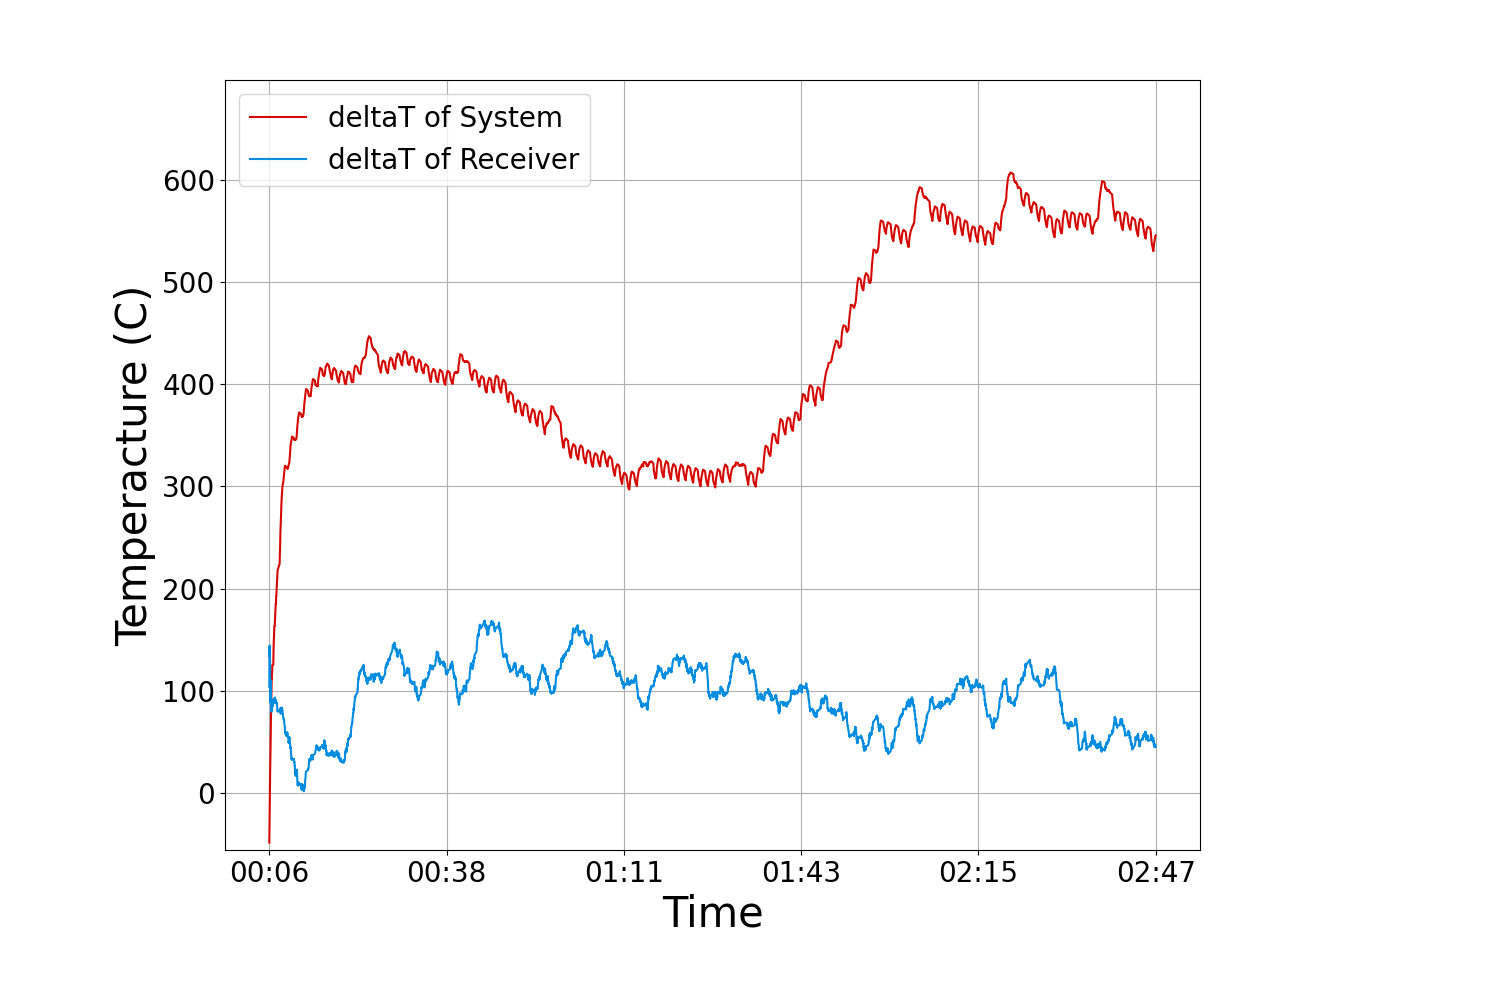 deltaT of System
deltaT of Receiver
Temperacture (C)
600
500
400
300
200
100
0
00:06 00:38 01:11 01:43 02:15 02:47
Time